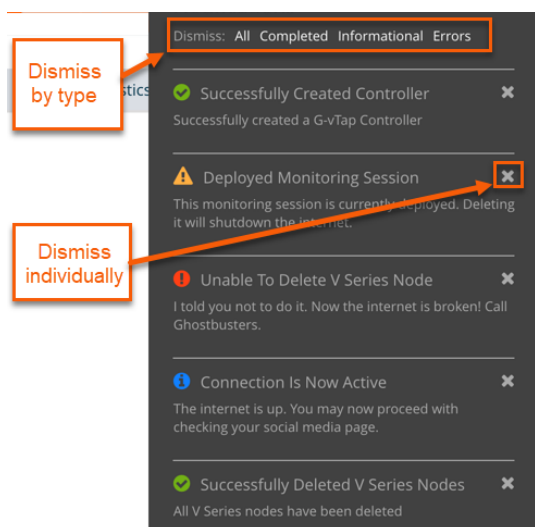 Dismiss: All Completed Informational Errors
Dismiss
by type
stics
Successfully Created Controller
Successfully created a G-vTap Controller
Deployed Monitoring Session
This monitoring session is currently deployed. Deleting
it will shutdown the internet.
Dismiss
individually
Unable To Delete V Series Node
I told you not to do it. Now the internet is broken! Call
Ghostbusters.
Connection Is Now Active
The internet is up. You may now proceed with
checking your social media page.
Successfully Deleted V Series Nodes
All V Series nodes have been deleted